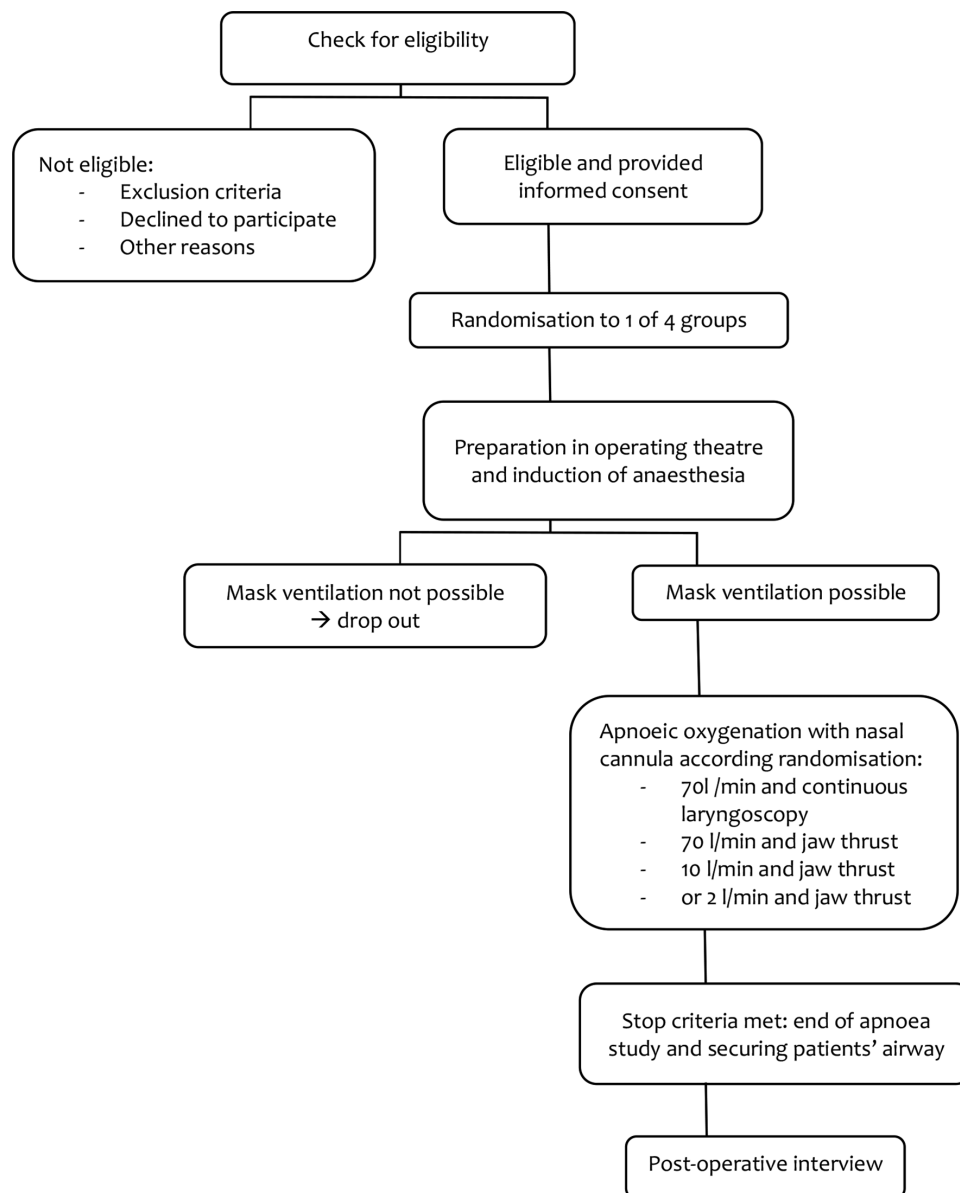 Check for eligibility
Not eligible:
- Exclusion criteria
- Declined to participate
- Other reasons
Eligible and provided
informed consent
Randomisation to 1 of 4 groups
Preparation in operating theatre
and induction of anaesthesia
Mask ventilation not possible
→ drop out
Mask ventilation possible
Apnoeic oxygenation with nasal
cannula according randomisation:
- 70l /min and continuous
laryngoscopy
- 70 l/min and jaw thrust
- 10 l/min and jaw thrust
- or 2 l/min and jaw thrust
Stop criteria met: end of apnoea
study and securing patients’ airway
Post-operative interview